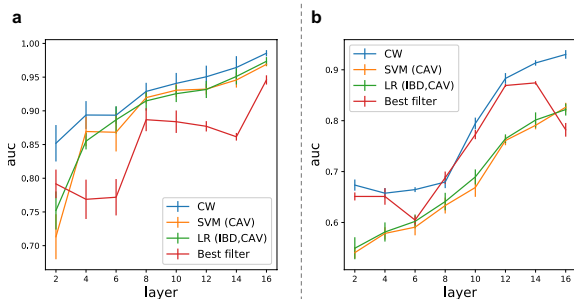 a
1.00
0.95
0.90
0.85
0.80
0.75
0.70
auc
2 4 6 8 10 12 14 16
layer
CW
SVM (CAV)
LR (IBD,CAV)
Best filter
b
0.9
0.8
0.7
0.6
auc
2 4 6 8 10 12 14 16
layer
CW
SVM (CAV)
LR (IBD,CAV)
Best filter